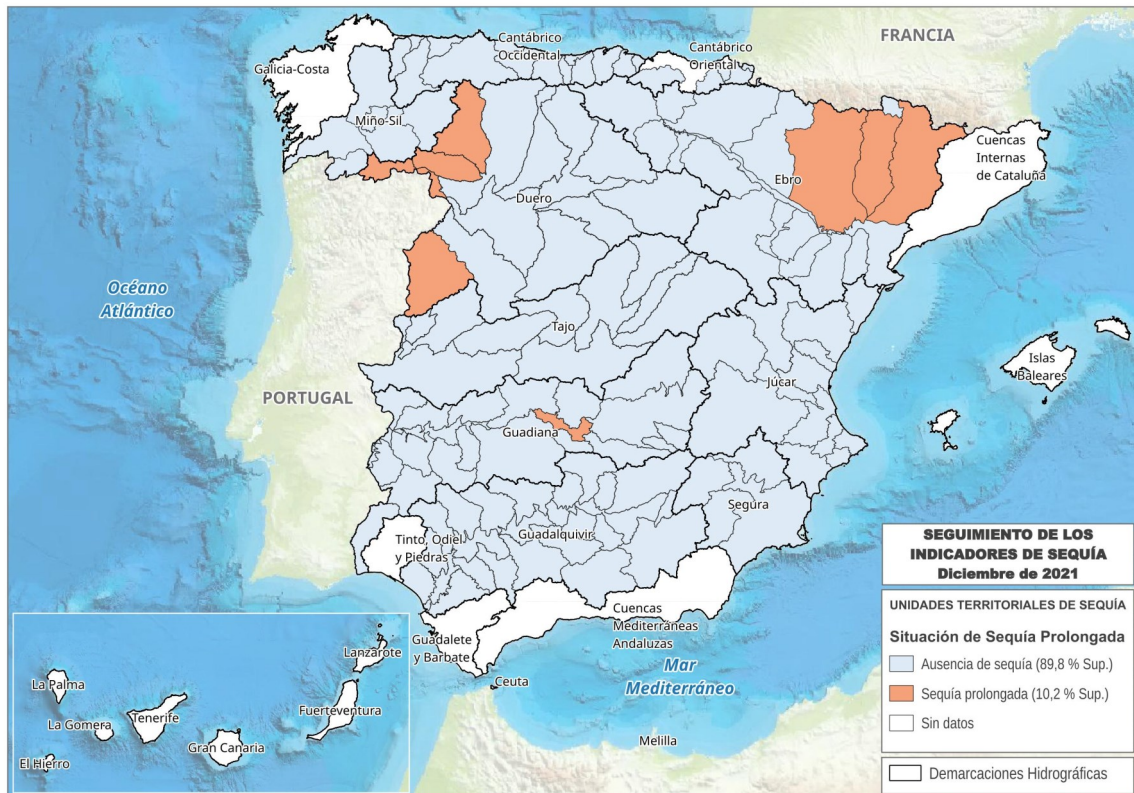 FRANCIA
Cantábrico
Occidental
Cantábrico
Oriental
Galicia-Costa
Miño-Sil
Cuencas
Internas
de Cataluña
Ebro
Duero
Océano
Atlántico
Tajo
Islas
Baleares
Júcar
PORTUGAL
Guadiana
Segura
Tinto, Odiel
y Piedras
Guadalquivir
Cuencas
Mediterráneas
Andaluzas
Guadalete
y Barbate
Mar
Mediterráneo
Ceuta
Melilla
Lanzarote
La Palma
Fuerteventura
La Gomera
Tenerife
Gran Canaria
El Hierro
SEGUIMIENTO DE LOS
INDICADORES DE SEQUÍA
Diciembre de 2021
UNIDADES TERRITORIALES DE SEQUÍA
Situación de Sequía Prolongada
Ausencia de sequía (89,8 % Sup.)
Sequía prolongada (10,2 % Sup.)
Sin datos
Demarcaciones Hidrográficas